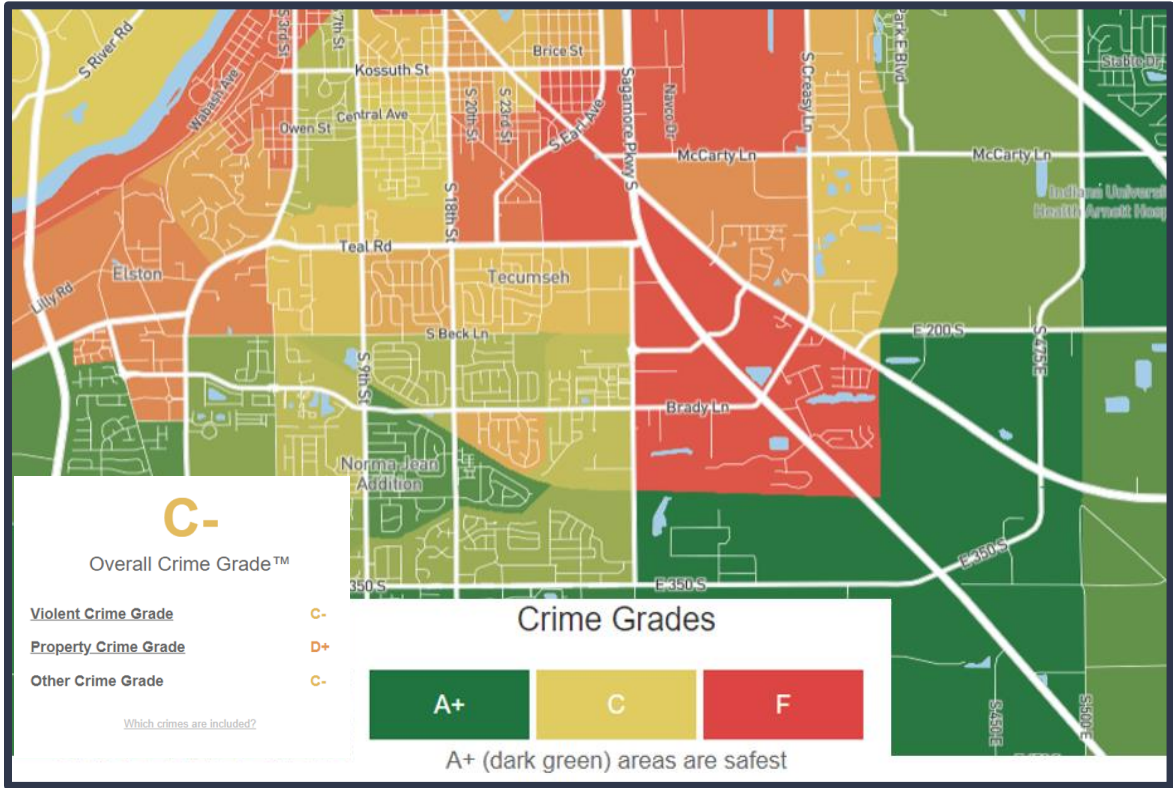 S River Rd
S 3rd St
7th St
Wabash Ave
Kossuth St
Brice St
Sagamore Pkwy S
Navco Dr
S Creasy Ln
Park E Blvd
Stable Dr
Owen St
Central Ave
S 20th St
S 23rd St
S Earl Ave
McCarty Ln
McCarty Ln
Indiana Universi
Health Arnett Hosp
S 18th St
Teal Rd
Elston
Tecumseh
Lilly Rd
S Beck Ln
E 200 S
S 475 E
S 9th St
Brady Ln
Norma Jean
Addition
350 S
E 350 S
E 350 S
S 450 E
S 500 E
C-
Overall Crime Grade™
Violent Crime Grade C-
Property Crime Grade D+
Other Crime Grade C-
Which crimes are included?
Crime Grades
A+ C F
A+ (dark green) areas are safest